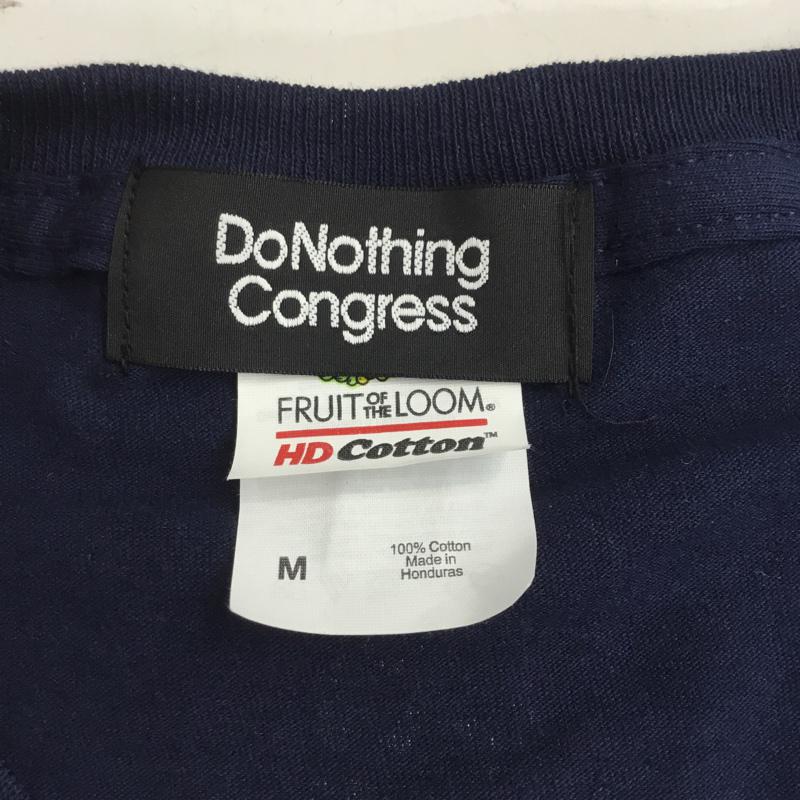 DoNothing
Congress
FRUIT OF THE LOOM®
HD Cotton™
M
100% Cotton
Made in
Honduras